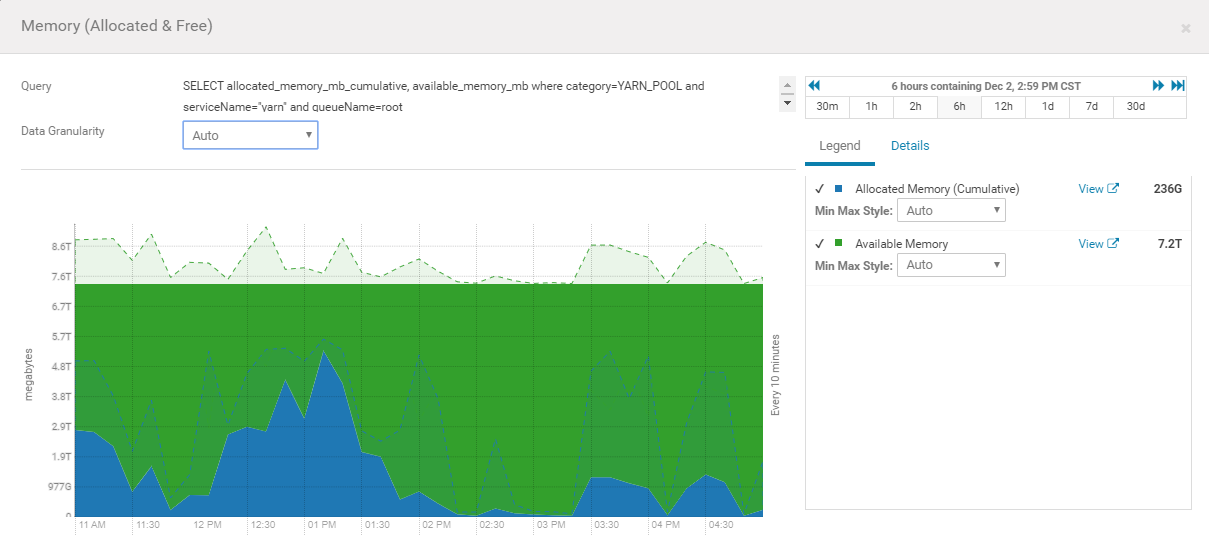 Memory (Allocated & Free)
Query
SELECT allocated_memory_mb_cumulative, available_memory_mb where category=YARN_POOL and
serviceName="yarn" and queueName=root
Data Granularity
Auto
6 hours containing Dec 2, 2:59 PM CST
30m 1h 2h 6h 12h 1d 7d 30d
Legend Details
Allocated Memory (Cumulative) View 236G
Min Max Style: Auto
Available Memory View 7.2T
Min Max Style: Auto
megabytes
8.6T
7.6T
6.7T
5.7T
4.8T
3.8T
2.9T
1.9T
977G
0
11 AM 11:30 12 PM 12:30 01 PM 01:30 02 PM 02:30 03 PM 03:30 04 PM 04:30
Every 10 minutes